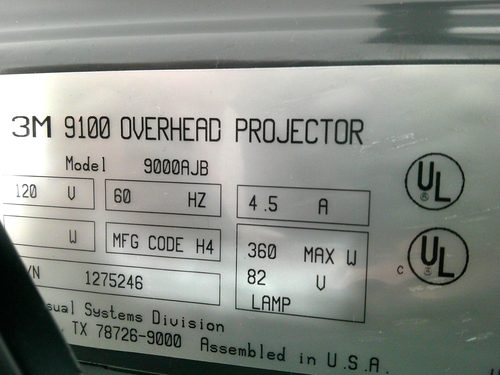 3M 9100 OVERHEAD PROJECTOR
Model 9000AJB
120 V 60 HZ 4.5 A
W MFG CODE H4 360 MAX W
82 V
1275246 LAMP
Systems Division
TX 78726-9000 Assembled in U.S.A.
UL
C UL